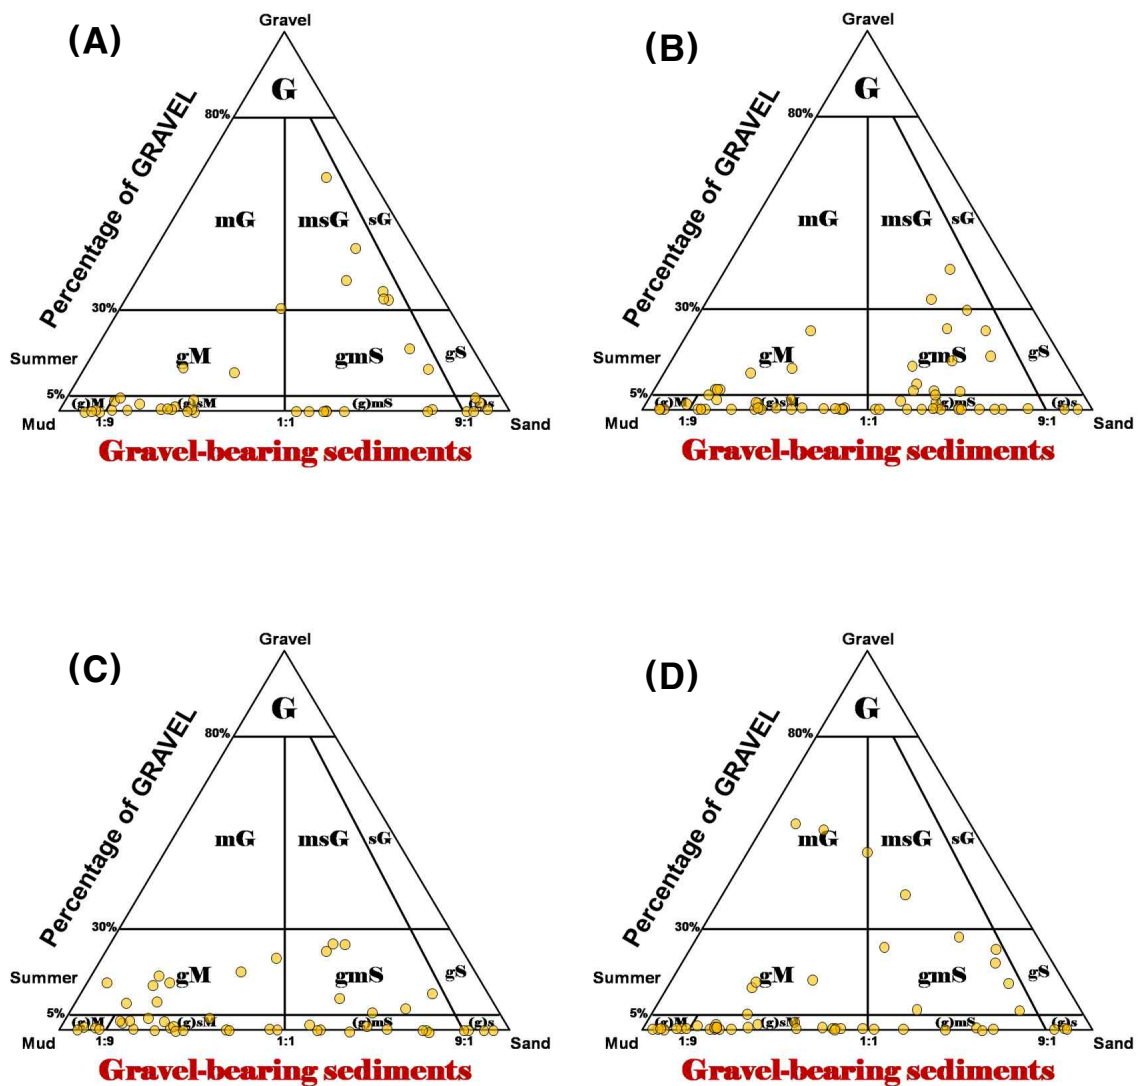 (A)
Gravel
G
80%
Percentage of GRAVEL
mG
msG
sG
30%
Summer
gM
gmS
gS
5%
(g)M
(g)sM
(g)mS
(g)s
Mud
1:9
1:1
9:1
Sand
Gravel-bearing sediments
(B)
Gravel
G
80%
Percentage of GRAVEL
mG
msG
sG
30%
Summer
gM
gmS
gS
5%
(g)M
(g)sM
(g)mS
(g)s
Mud
1:9
1:1
9:1
Sand
Gravel-bearing sediments
(C)
Gravel
G
80%
Percentage of GRAVEL
mG
msG
sG
30%
Summer
gM
gmS
gS
5%
(g)M
(g)sM
(g)mS
(g)s
Mud
1:9
1:1
9:1
Sand
Gravel-bearing sediments
(D)
Gravel
G
80%
Percentage of GRAVEL
mG
msG
sG
30%
Summer
gM
gmS
gS
5%
(g)M
(g)sM
(g)mS
(g)s
Mud
1:9
1:1
9:1
Sand
Gravel-bearing sediments